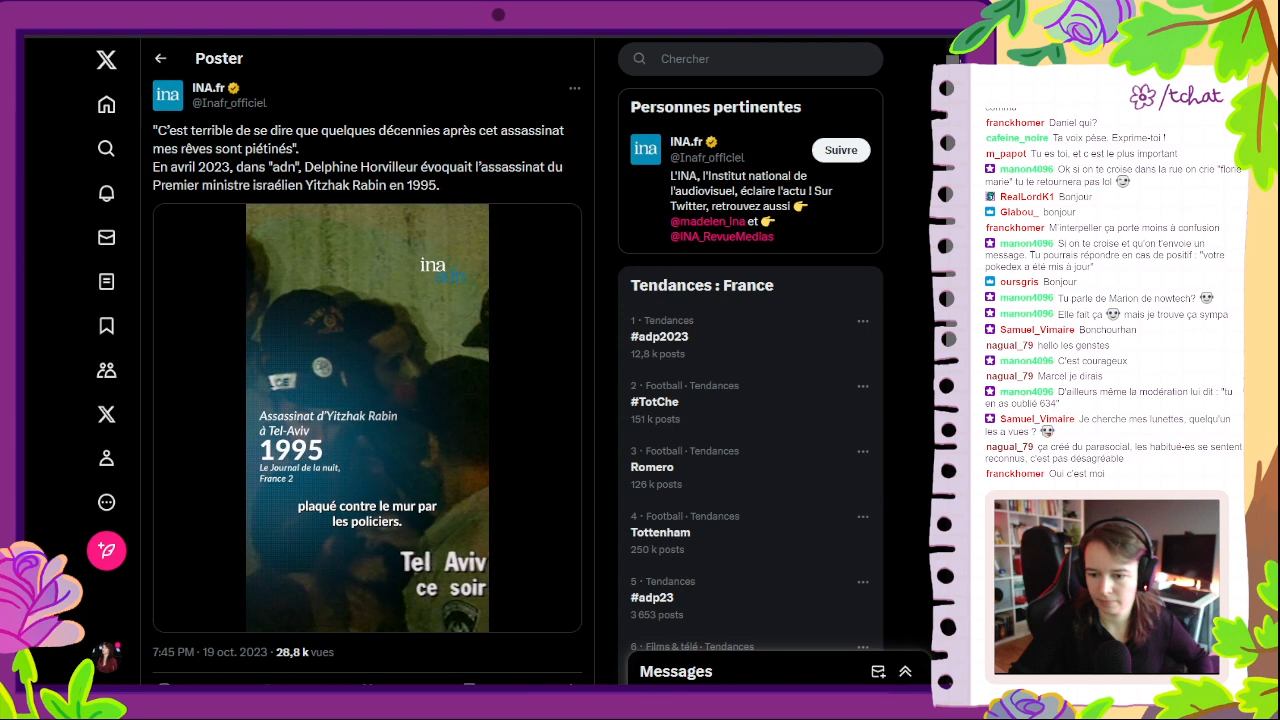 Poster
ina
INA.fr
@Inafr_officiel
"C'est terrible de se dire que quelques décennies après cet assassinat
mes rêves sont piétinés".
En avril 2023, dans "adn", Delphine Horvilleur évoquait l'assassinat du
Premier ministre israélien Yitzhak Rabin en 1995.
ina
Assassinat d'Yitzhak Rabin
à Tel-Aviv
1995
Le Journal de la nuit,
France 2
plaqué contre le mur par
les policiers.
Tel Aviv
ce soir
7:45 PM · 19 oct. 2023 · 28,8 k vues
Chercher
Personnes pertinentes
ina
INA.fr
@Inafr_officiel
Suivre
L'INA, l'Institut national de
l'audiovisuel, éclaire l'actu ! Sur
Twitter, retrouvez aussi 👉
@madelen_ina et 👉
@INA_RevueMedias
Tendances : France
1 · Tendances
#adp2023
12,8 k posts
2 · Football · Tendances
#TotChe
151 k posts
3 · Football · Tendances
Romero
126 k posts
4 · Football · Tendances
Tottenham
250 k posts
5 · Tendances
#adp23
3 653 posts
6 · Films & télé · Tendances
Messages
/tchat
franckhomer Daniel qui?
cafeine_noire Ta voix pèse. Exprime-toi !
m_papot Tu es toi, et c est le plus important
manon4096 Ok si on te croise dans la rue on crie "florie
marie" tu te retournera pas lol
RealLordK1 Bonjour
Glabou_ bonjour
franckhomer M'interpeller ça porte moins à confusion
manon4096 Si on te croise et qu'on t'envoie un
message. Tu pourrais répondre en cas de positif : "votre
pokedex a été mis à jour"
oursgris Bonjour
manon4096 Tu parle de Marion de nowtech?
manon4096 Elle fait ça mais je trouve ça sympa
Samuel_Vimaire Bonchourhan
nagual_79 hello les genstes
manon4096 C'est courageux
nagual_79 Marcel je dirais
manon4096 D'ailleurs même la modération lui dit : "tu
en as oublié 634"
Samuel_Vimaire Je cherche mes lunettes, quelqu'un
les a vues ?
nagual_79 ça créé du parasocial, les habitué-es se sentent
reconnus, c'est pas désagréable
franckhomer Oui c'est moi